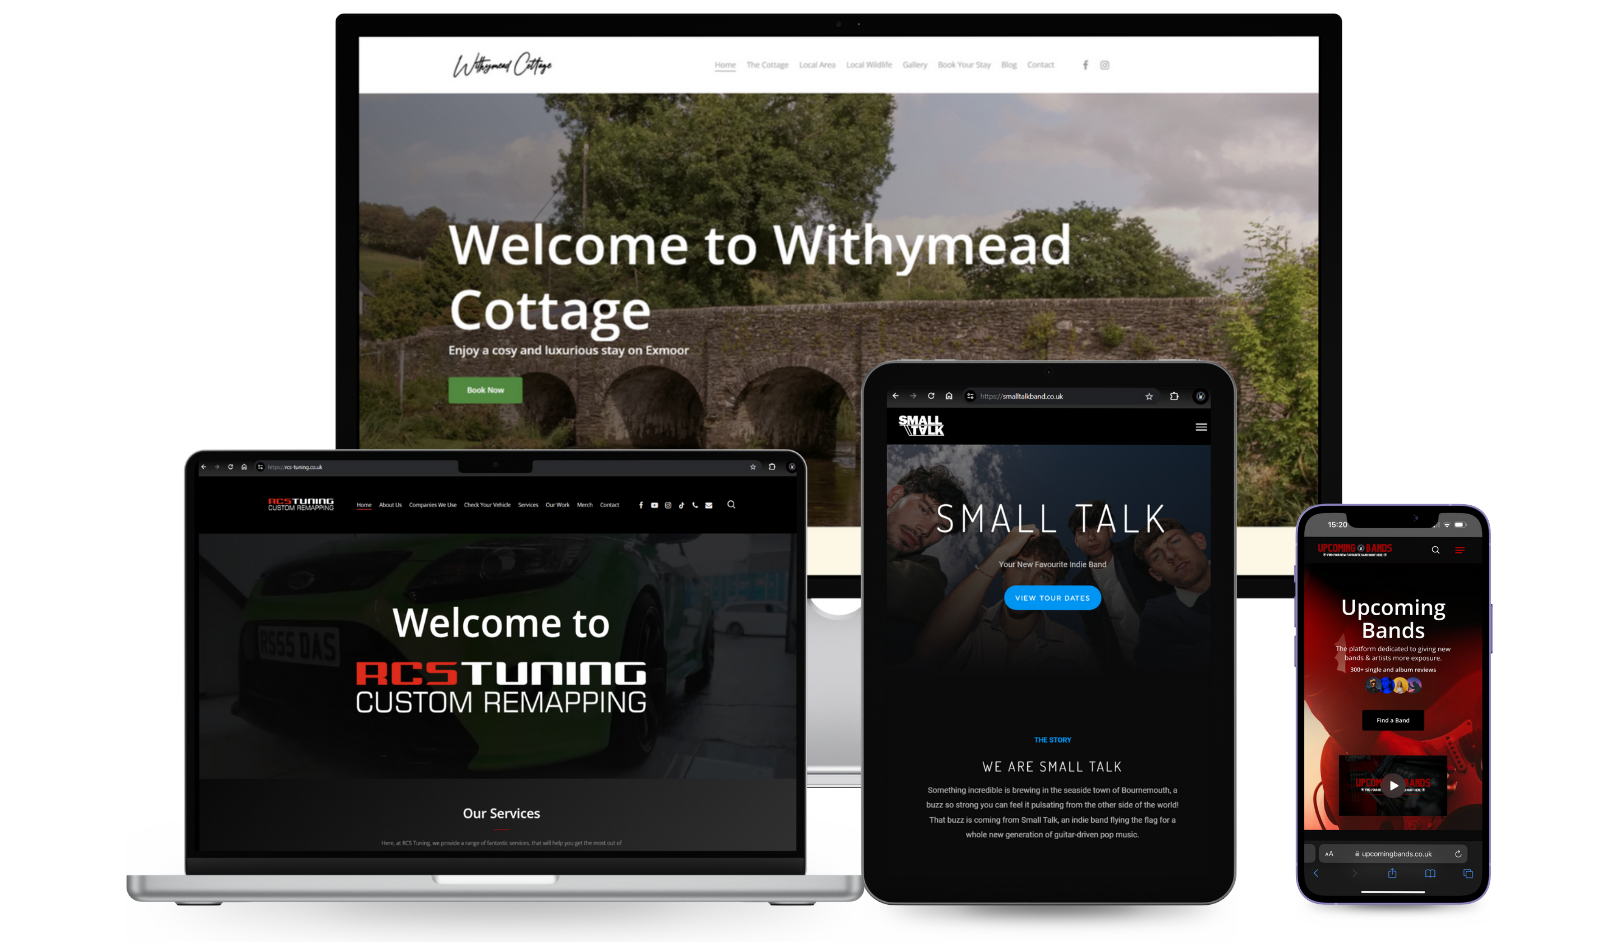 Withymead Cottage
Home The Cottage Local Area Local Wildlife Gallery Book Your Stay Blog Contact
Welcome to Withymead
Cottage
Enjoy a cosy and luxurious stay on Exmoor
Book Now
https://rcs-tuning.co.uk
RCSTUNING
CUSTOM REMAPPING
Home About Us Companies We Use Check Your Vehicle Services Our Work Merch Contact
RS55 DAS
Welcome to
RCSTUNING
CUSTOM REMAPPING
Our Services
Here, at RCS Tuning, we provide a range of fantastic services, that will help you get the most out of
https://smalltalkband.co.uk
SMALL
TALK
SMALL TALK
Your New Favourite Indie Band
VIEW TOUR DATES
THE STORY
WE ARE SMALL TALK
Something incredible is brewing in the seaside town of Bournemouth, a
buzz so strong you can feel it pulsating from the other side of the world!
That buzz is coming from Small Talk, an indie band flying the flag for a
whole new generation of guitar-driven pop music.
15:20
UPCOMING BANDS
Upcoming
Bands
The platform dedicated to giving new
bands & artists more exposure.
300+ single and album reviews
Find a Band
UPCOMING BANDS
AA upcomingbands.co.uk